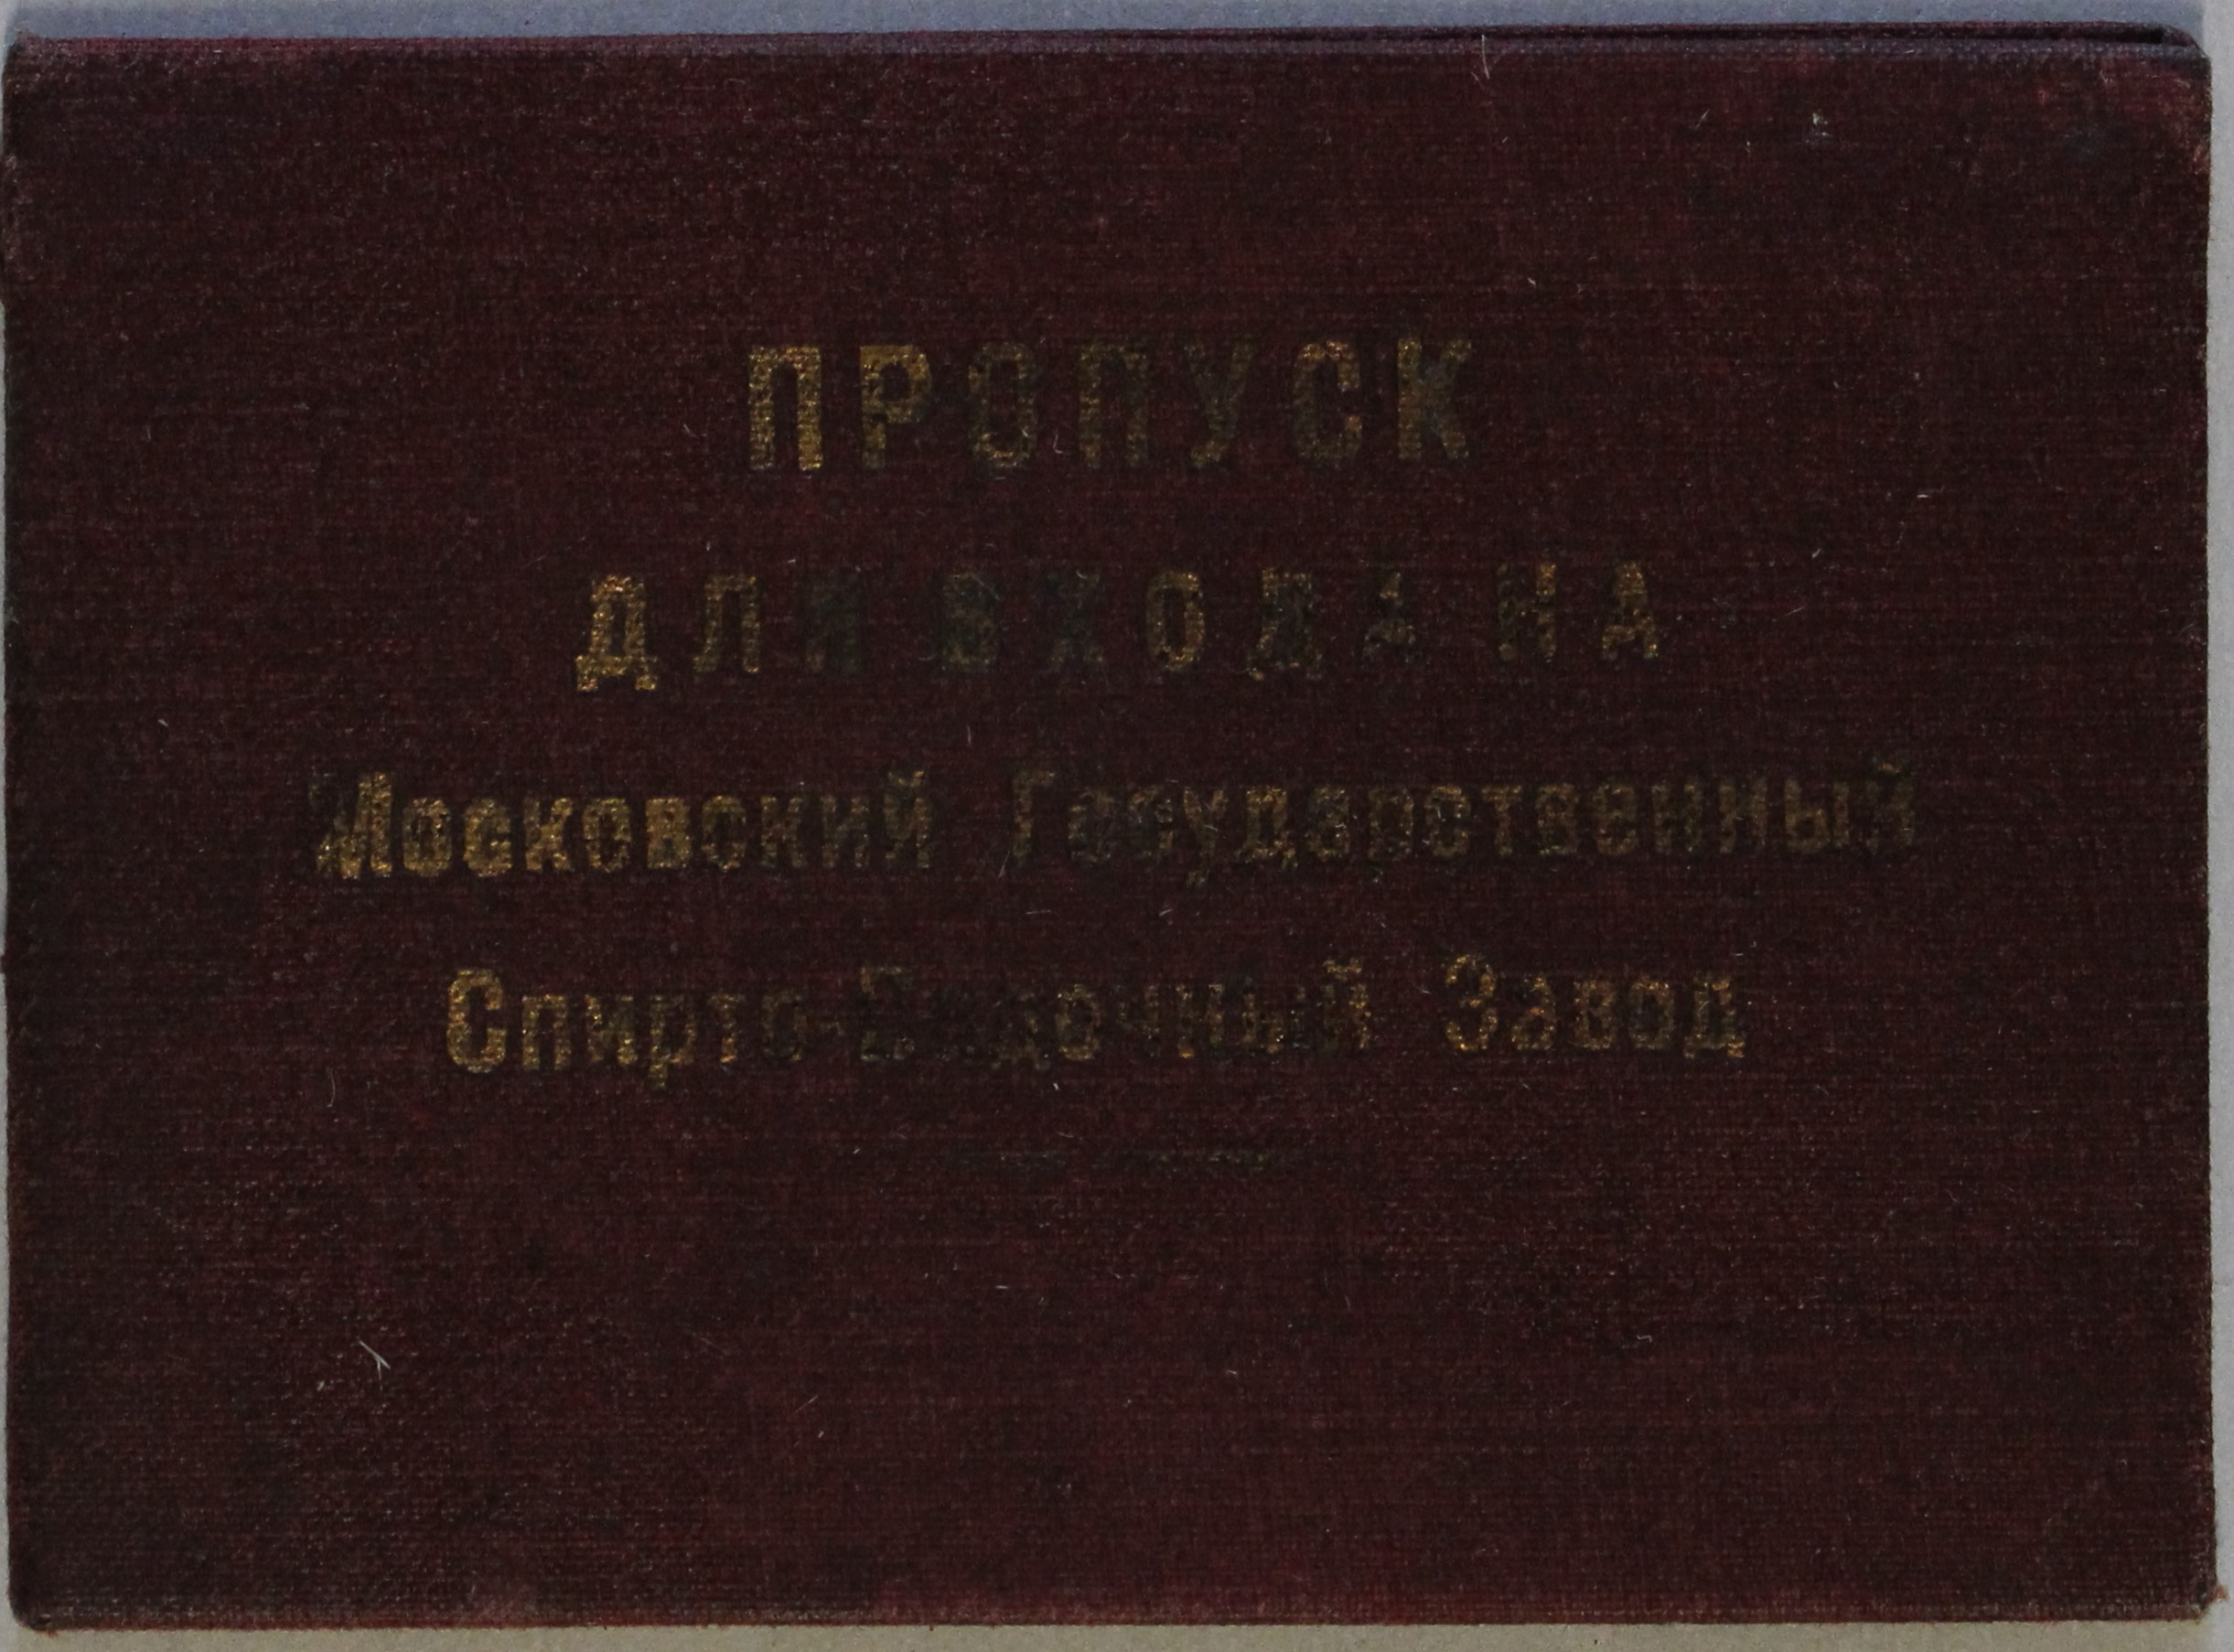 ПРОПУСК
ДЛЯ ВХОДА НА
Московский Государственный
Спирто-Водочный Завод